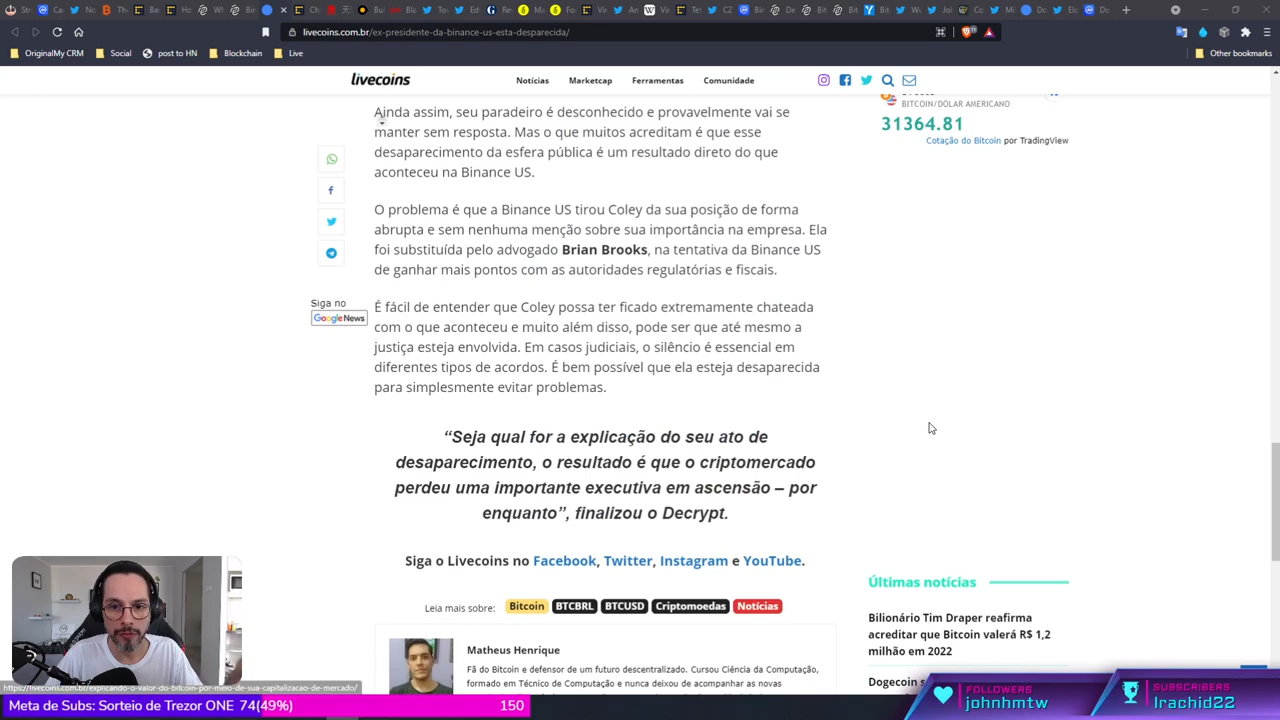 livecoins.com.br/ex-presidente-da-binance-us-esta-desparecida/
OriginalMy CRM
Social
post to HN
Blockchain
Live
Other bookmarks
livecoins
Notícias
Marketcap
Ferramentas
Comunidade
BITCOIN/DÓLAR AMERICANO
31364.81
Cotação do Bitcoin por TradingView
Ainda assim, seu paradeiro é desconhecido e provavelmente vai se
manter sem resposta. Mas o que muitos acreditam é que esse
desaparecimento da esfera pública é um resultado direto do que
aconteceu na Binance US.
O problema é que a Binance US tirou Coley da sua posição de forma
abrupta e sem nenhuma menção sobre sua importância na empresa. Ela
foi substituída pelo advogado Brian Brooks, na tentativa da Binance US
de ganhar mais pontos com as autoridades regulatórias e fiscais.
Siga no
Google News
É fácil de entender que Coley possa ter ficado extremamente chateada
com o que aconteceu e muito além disso, pode ser que até mesmo a
justiça esteja envolvida. Em casos judiciais, o silêncio é essencial em
diferentes tipos de acordos. É bem possível que ela esteja desaparecida
para simplesmente evitar problemas.
“Seja qual for a explicação do seu ato de
desaparecimento, o resultado é que o criptomercado
perdeu uma importante executiva em ascensão – por
enquanto”, finalizou o Decrypt.
Siga o Livecoins no Facebook, Twitter, Instagram e YouTube.
Leia mais sobre: Bitcoin BTCBRL BTCUSD Criptomoedas Notícias
Matheus Henrique
Fã do Bitcoin e defensor de um futuro descentralizado. Cursou Ciência da Computação,
formado em Técnico de Computação e nunca deixou de acompanhar as novas
Últimas notícias
Bilionário Tim Draper reafirma
acreditar que Bitcoin valerá R$ 1,2
milhão em 2022
https://livecoins.com.br/explicando-o-valor-do-bitcoin-por-meio-de-sua-capitalizacao-de-mercado/
Meta de Subs: Sorteio de Trezor ONE 74(49%)
150
FOLLOWERS
johnhmtw
SUBSCRIBERS
lrachid22